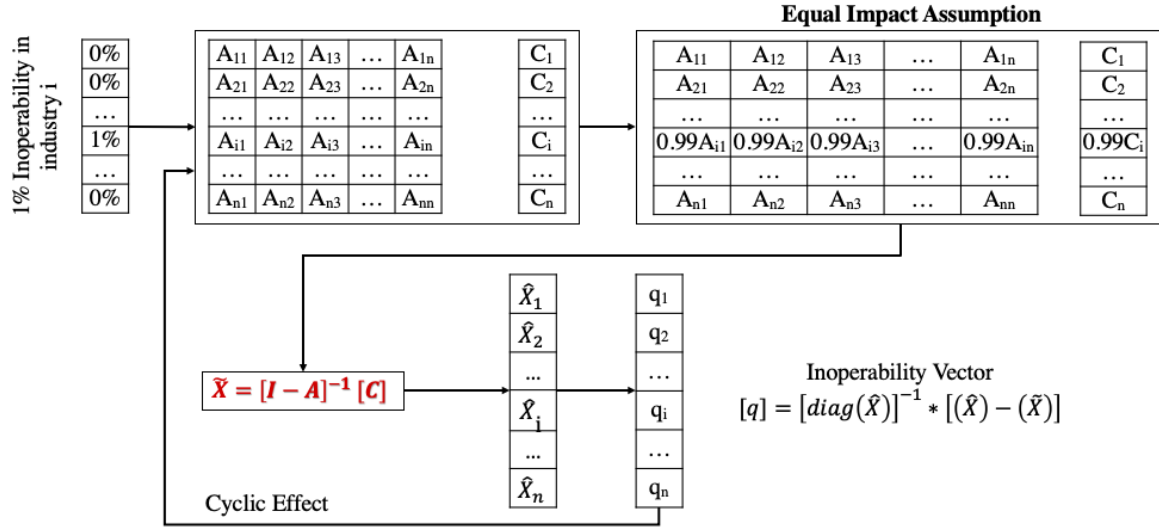 Equal Impact Assumption
1% Inoperability in
industry i
0%
0%
…
1%
…
0%
A11 A12 A13 … A1n
A21 A22 A23 … A2n
… … … … …
Ai1 Ai2 Ai3 … Ain
… … … … …
An1 An2 An3 … Ann
C1
C2
…
Ci
…
Cn
A11 A12 A13 … A1n
A21 A22 A23 … A2n
… … … … …
0.99Ai1 0.99Ai2 0.99Ai3 … 0.99Ain
… … … … …
An1 An2 An3 … Ann
C1
C2
…
0.99Ci
…
Cn
X̃ = [I − A]⁻¹ [C]
X̂1
X̂2
...
X̂i
...
X̂n
q1
q2
…
qi
…
qn
Inoperability Vector
[q] = [diag(X̂)]⁻¹ * [(X̂) − (X̃)]
Cyclic Effect